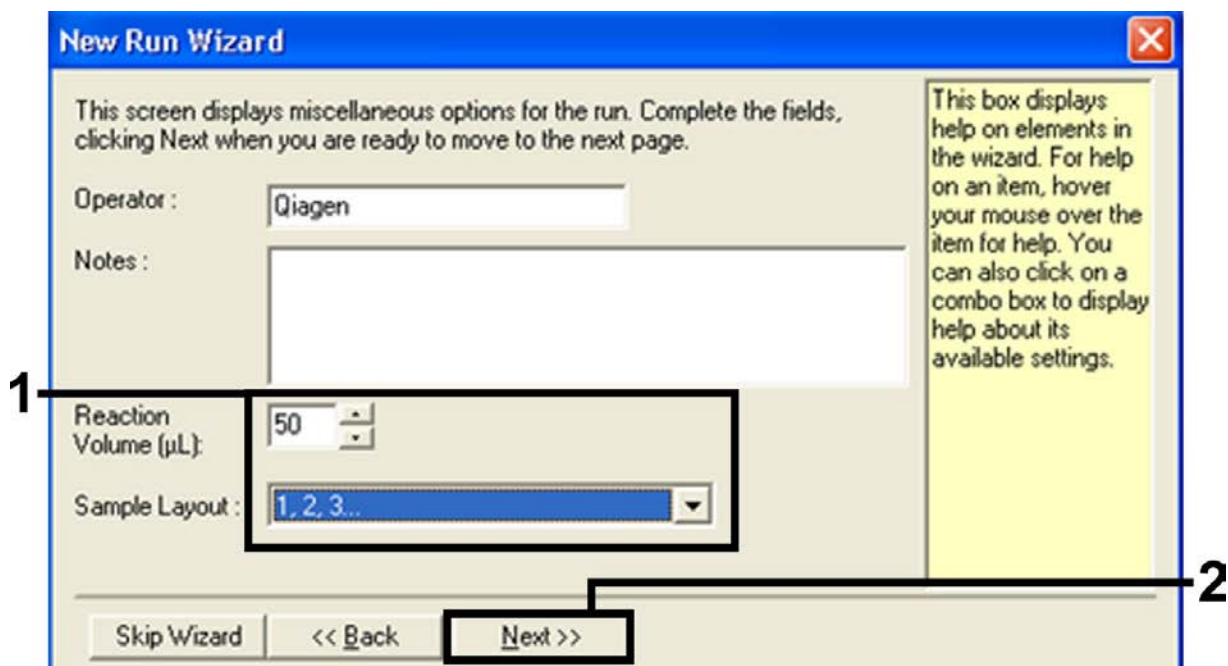 New Run Wizard
This screen displays miscellaneous options for the run. Complete the fields,
clicking Next when you are ready to move to the next page.
Operator :
Qiagen
Notes :
1
Reaction
Volume (µL):
50
Sample Layout :
1, 2, 3...
This box displays
help on elements in
the wizard. For help
on an item, hover
your mouse over the
item for help. You
can also click on a
combo box to display
help about its
available settings.
2
Skip Wizard
<< Back
Next >>